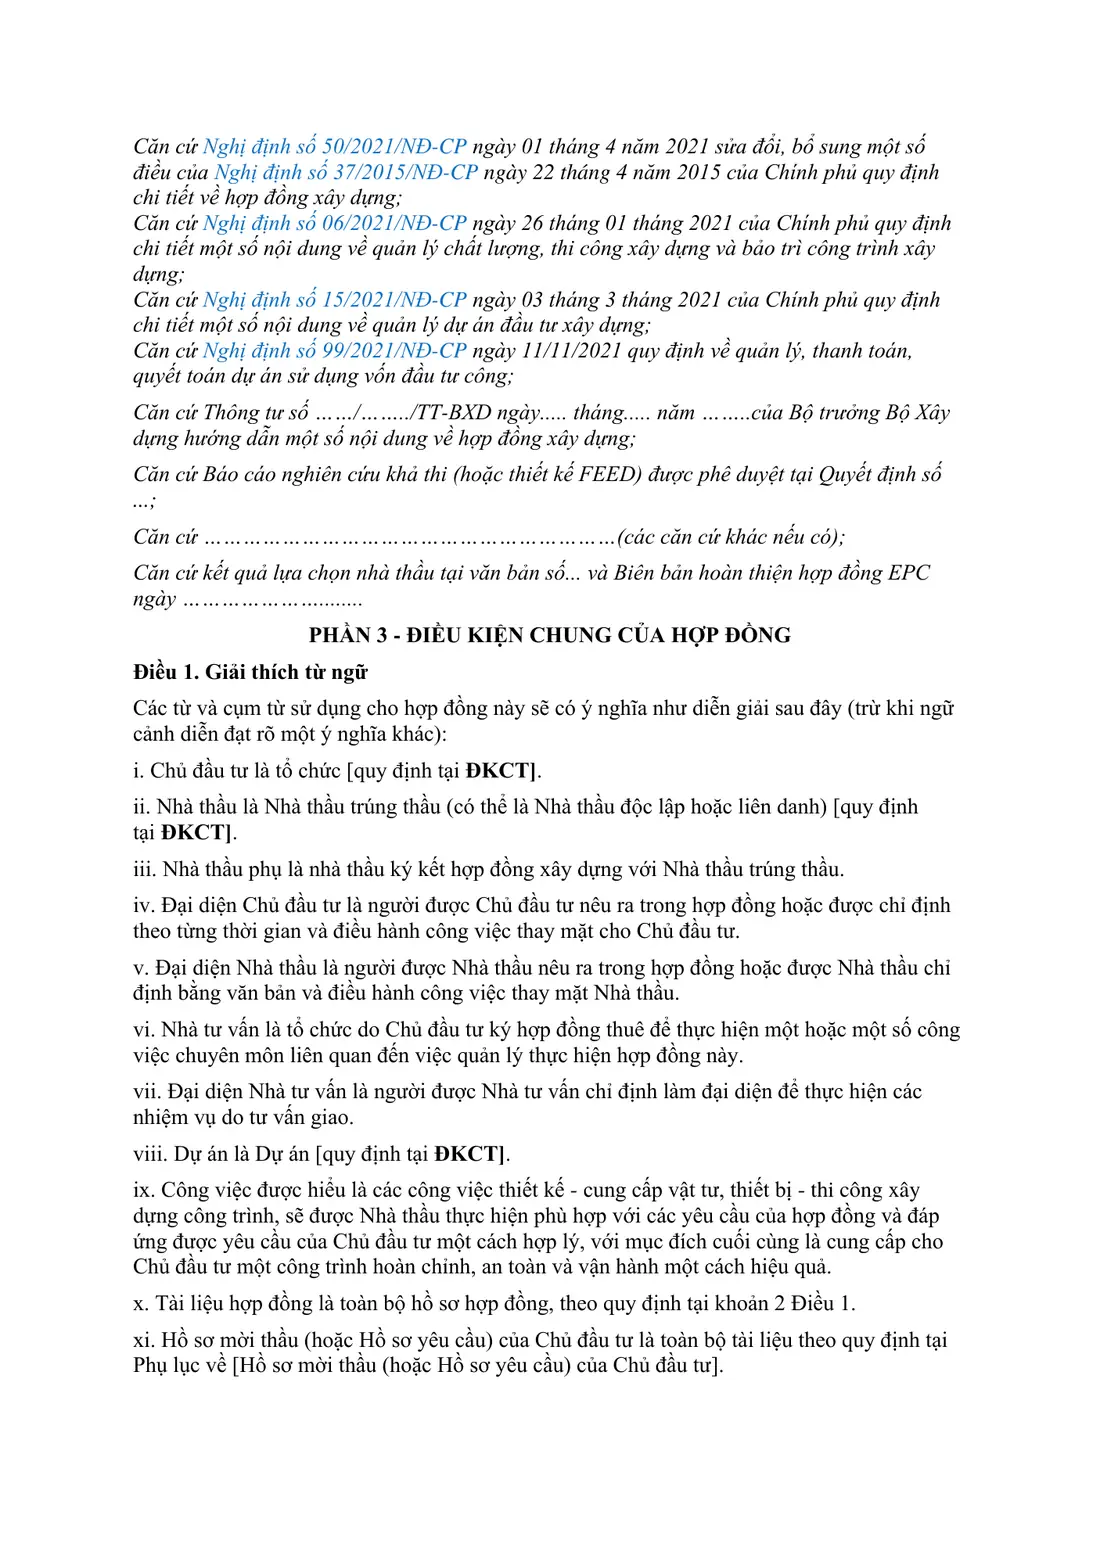 Căn cứ Nghị định số 50/2021/NĐ-CP ngày 01 tháng 4 năm 2021 sửa đổi, bổ sung một số
điều của Nghị định số 37/2015/NĐ-CP ngày 22 tháng 4 năm 2015 của Chính phủ quy định
chi tiết về hợp đồng xây dựng;
Căn cứ Nghị định số 06/2021/NĐ-CP ngày 26 tháng 01 tháng 2021 của Chính phủ quy định
chi tiết một số nội dung về quản lý chất lượng, thi công xây dựng và bảo trì công trình xây
dựng;
Căn cứ Nghị định số 15/2021/NĐ-CP ngày 03 tháng 3 tháng 2021 của Chính phủ quy định
chi tiết một số nội dung về quản lý dự án đầu tư xây dựng;
Căn cứ Nghị định số 99/2021/NĐ-CP ngày 11/11/2021 quy định về quản lý, thanh toán,
quyết toán dự án sử dụng vốn đầu tư công;
Căn cứ Thông tư số ……/……../TT-BXD ngày..... tháng..... năm ……..của Bộ trưởng Bộ Xây
dựng hướng dẫn một số nội dung về hợp đồng xây dựng;
Căn cứ Báo cáo nghiên cứu khả thi (hoặc thiết kế FEED) được phê duyệt tại Quyết định số
...;
Căn cứ ………………………………………………………(các căn cứ khác nếu có);
Căn cứ kết quả lựa chọn nhà thầu tại văn bản số... và Biên bản hoàn thiện hợp đồng EPC
ngày …………………........
PHẦN 3 - ĐIỀU KIỆN CHUNG CỦA HỢP ĐỒNG
Điều 1. Giải thích từ ngữ
Các từ và cụm từ sử dụng cho hợp đồng này sẽ có ý nghĩa như diễn giải sau đây (trừ khi ngữ
cảnh diễn đạt rõ một ý nghĩa khác):
i. Chủ đầu tư là tổ chức [quy định tại ĐKCT].
ii. Nhà thầu là Nhà thầu trúng thầu (có thể là Nhà thầu độc lập hoặc liên danh) [quy định
tại ĐKCT].
iii. Nhà thầu phụ là nhà thầu ký kết hợp đồng xây dựng với Nhà thầu trúng thầu.
iv. Đại diện Chủ đầu tư là người được Chủ đầu tư nêu ra trong hợp đồng hoặc được chỉ định
theo từng thời gian và điều hành công việc thay mặt cho Chủ đầu tư.
v. Đại diện Nhà thầu là người được Nhà thầu nêu ra trong hợp đồng hoặc được Nhà thầu chỉ
định bằng văn bản và điều hành công việc thay mặt Nhà thầu.
vi. Nhà tư vấn là tổ chức do Chủ đầu tư ký hợp đồng thuê để thực hiện một hoặc một số công
việc chuyên môn liên quan đến việc quản lý thực hiện hợp đồng này.
vii. Đại diện Nhà tư vấn là người được Nhà tư vấn chỉ định làm đại diện để thực hiện các
nhiệm vụ do tư vấn giao.
viii. Dự án là Dự án [quy định tại ĐKCT].
ix. Công việc được hiểu là các công việc thiết kế - cung cấp vật tư, thiết bị - thi công xây
dựng công trình, sẽ được Nhà thầu thực hiện phù hợp với các yêu cầu của hợp đồng và đáp
ứng được yêu cầu của Chủ đầu tư một cách hợp lý, với mục đích cuối cùng là cung cấp cho
Chủ đầu tư một công trình hoàn chỉnh, an toàn và vận hành một cách hiệu quả.
x. Tài liệu hợp đồng là toàn bộ hồ sơ hợp đồng, theo quy định tại khoản 2 Điều 1.
xi. Hồ sơ mời thầu (hoặc Hồ sơ yêu cầu) của Chủ đầu tư là toàn bộ tài liệu theo quy định tại
Phụ lục về [Hồ sơ mời thầu (hoặc Hồ sơ yêu cầu) của Chủ đầu tư].